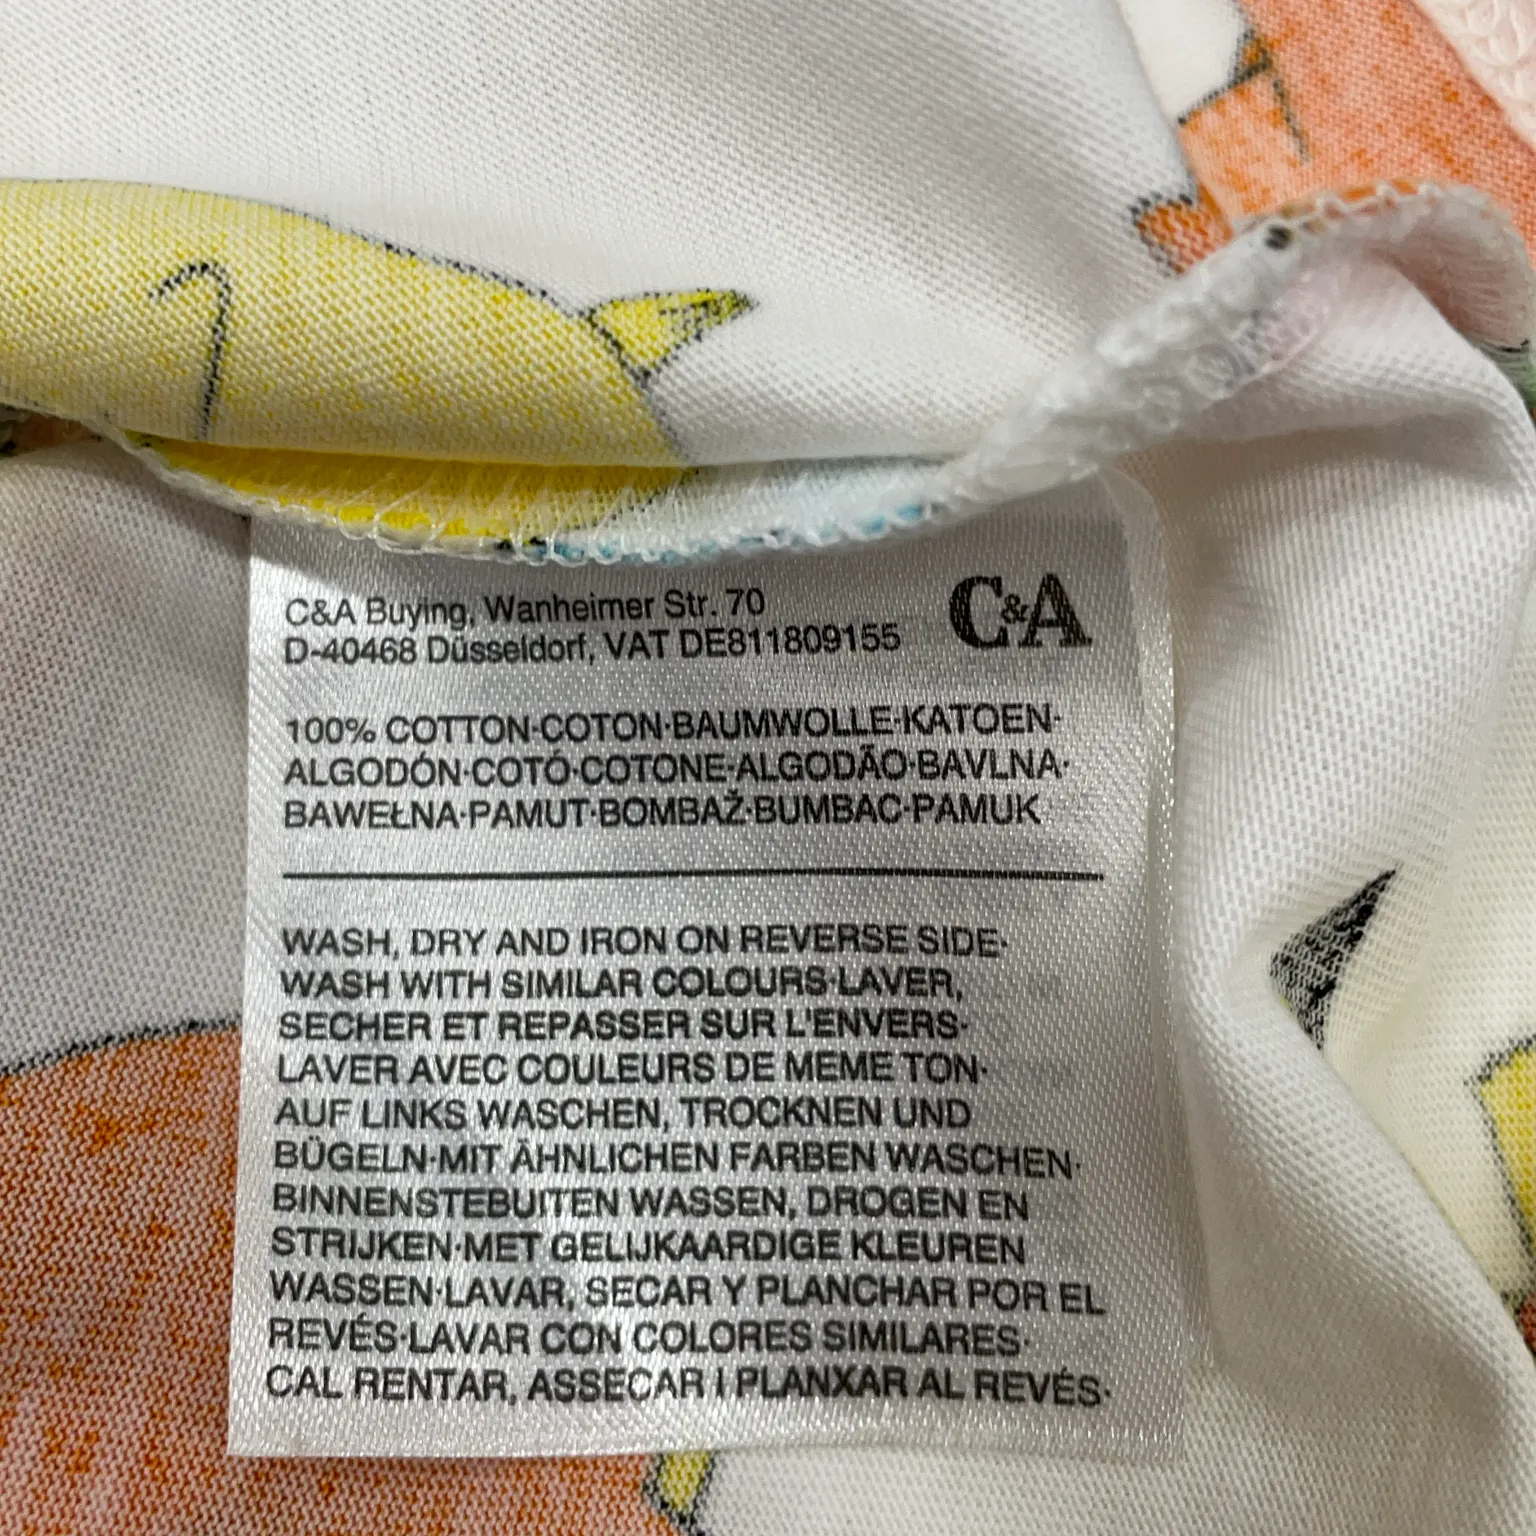 C&A Buying, Wanheimer Str. 70
D-40468 Düsseldorf, VAT DE811809155
C&A
100% COTTON·COTON·BAUMWOLLE·KATOEN·
ALGODÓN·COTÓ·COTONE·ALGODÃO·BAVLNA·
BAWEŁNA·PAMUT·BOMBAŽ·BUMBAC·PAMUK
WASH, DRY AND IRON ON REVERSE SIDE·
WASH WITH SIMILAR COLOURS·LAVER,
SECHER ET REPASSER SUR L'ENVERS·
LAVER AVEC COULEURS DE MEME TON·
AUF LINKS WASCHEN, TROCKNEN UND
BÜGELN·MIT ÄHNLICHEN FARBEN WASCHEN·
BINNENSTEBUITEN WASSEN, DROGEN EN
STRIJKEN·MET GELIJKAARDIGE KLEUREN
WASSEN·LAVAR, SECAR Y PLANCHAR POR EL
REVÉS·LAVAR CON COLORES SIMILARES·
CAL RENTAR, ASSECAR I PLANXAR AL REVÉS·